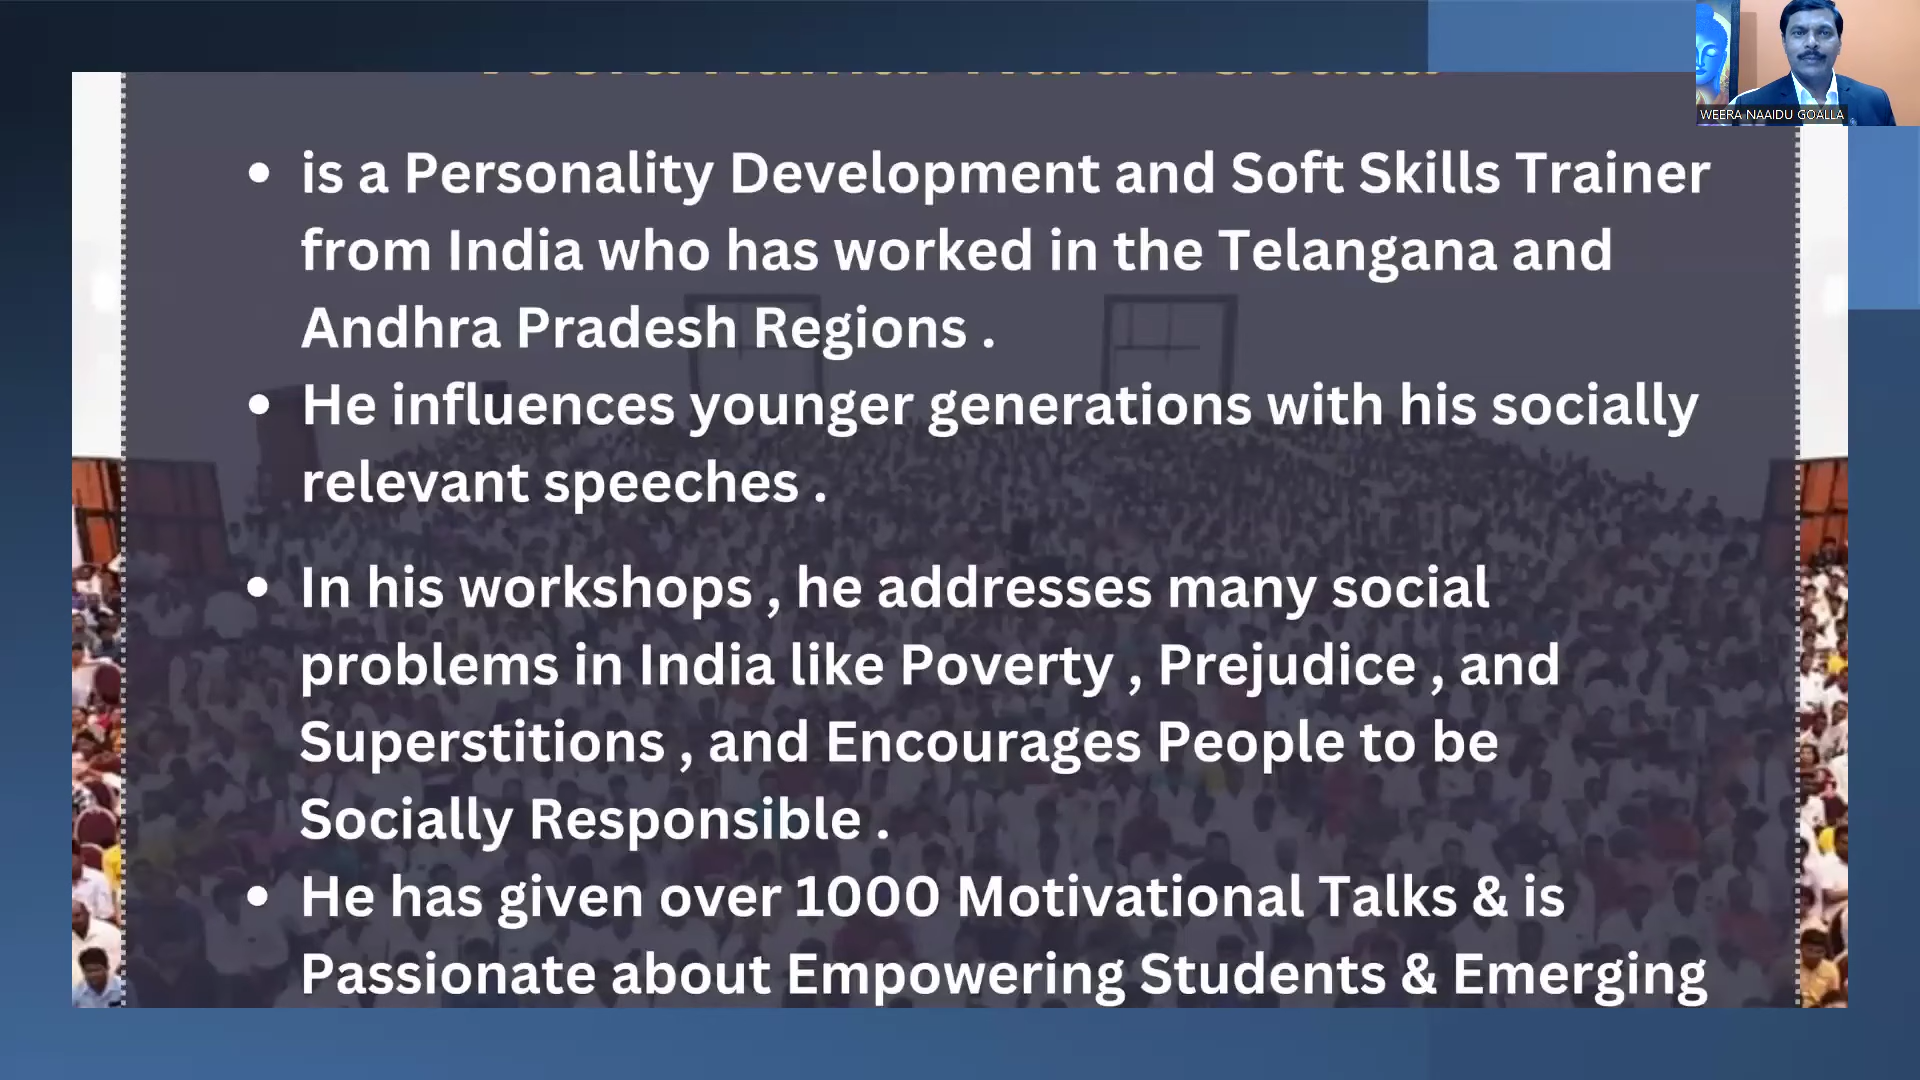 WEERA NAAIDU GOALLA
• is a Personality Development and Soft Skills Trainer
from India who has worked in the Telangana and
Andhra Pradesh Regions .
• He influences younger generations with his socially
relevant speeches .
• In his workshops , he addresses many social
problems in India like Poverty , Prejudice , and
Superstitions , and Encourages People to be
Socially Responsible .
• He has given over 1000 Motivational Talks & is
Passionate about Empowering Students & Emerging